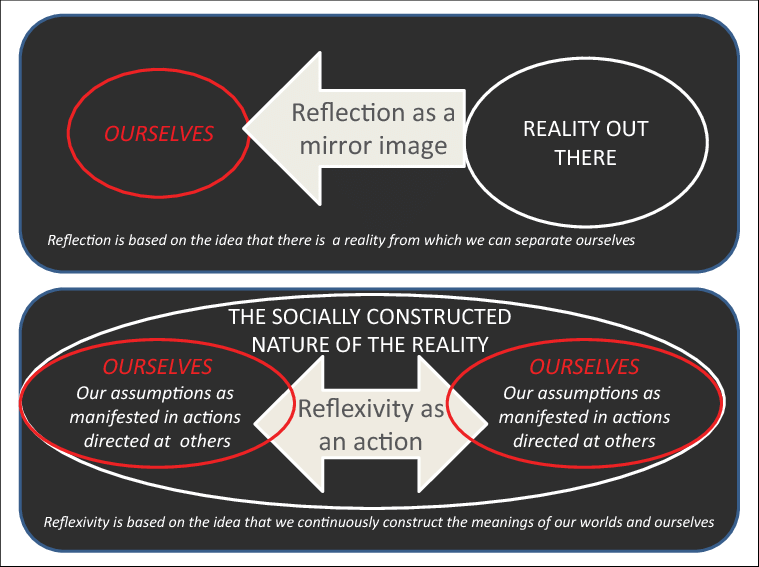 OURSELVES
Reflection as a
mirror image
REALITY OUT
THERE
Reflection is based on the idea that there is a reality from which we can separate ourselves
THE SOCIALLY CONSTRUCTED
NATURE OF THE REALITY
OURSELVES
Our assumptions as
manifested in actions
directed at others
Reflexivity as
an action
OURSELVES
Our assumptions as
manifested in actions
directed at others
Reflexivity is based on the idea that we continuously construct the meanings of our worlds and ourselves